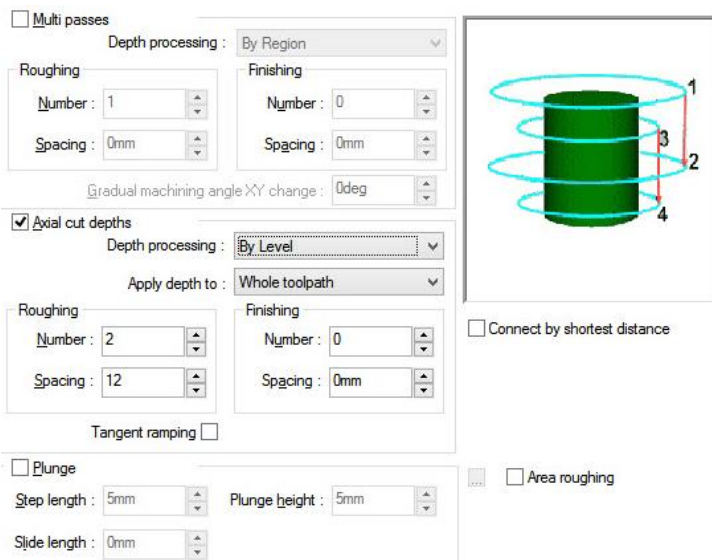 Multi passes
Depth processing : By Region
Roughing
Number : 1
Spacing : 0mm
Finishing
Number : 0
Spacing : 0mm
Gradual machining angle XY change : 0deg
Axial cut depths
Depth processing : By Level
Apply depth to : Whole toolpath
Roughing
Number : 2
Spacing : 12
Finishing
Number : 0
Spacing : 0mm
Tangent ramping
Plunge
Step length : 5mm
Plunge height : 5mm
Slide length : 0mm
1
3
2
4
Connect by shortest distance
... Area roughing